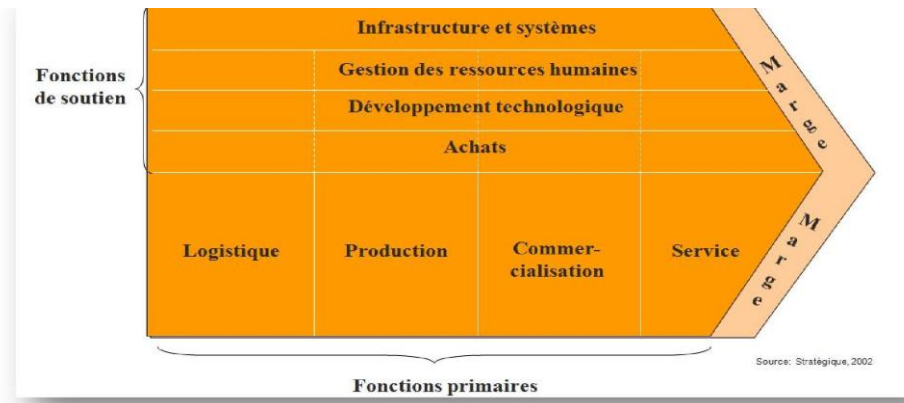 Infrastructure et systèmes
Fonctions
de soutien
Gestion des ressources humaines
Développement technologique
Achats
Marge
Logistique
Production
Commer-
cialisation
Service
Marge
Source: Stratégique, 2002
Fonctions primaires